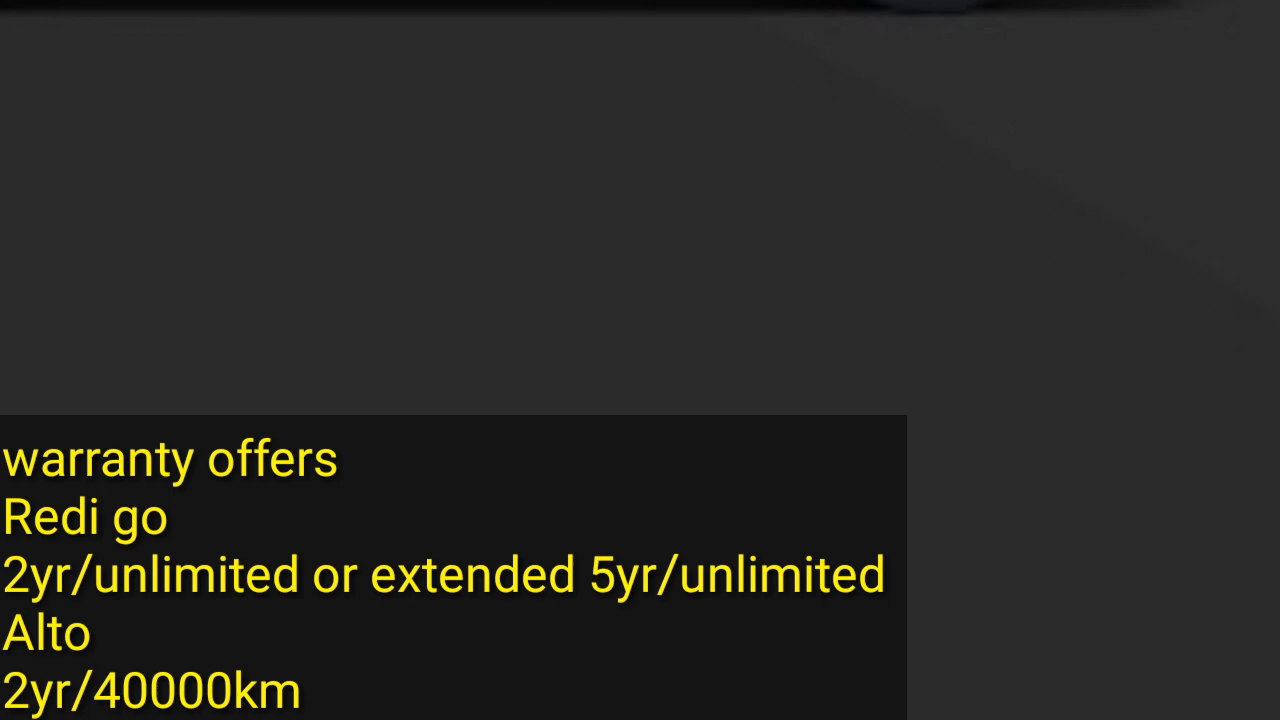 warranty offers
Redi go
2yr/unlimited or extended 5yr/unlimited
Alto
2yr/40000km